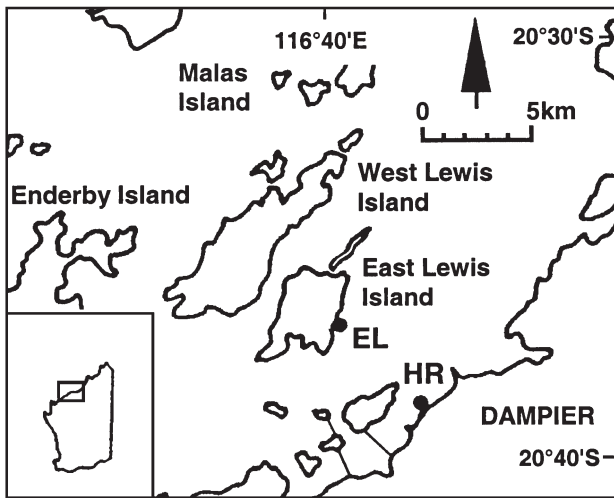 116°40'E
20°30'S
Malas
Island
0 5km
West Lewis
Island
Enderby Island
East Lewis
Island
EL
HR
DAMPIER
20°40'S